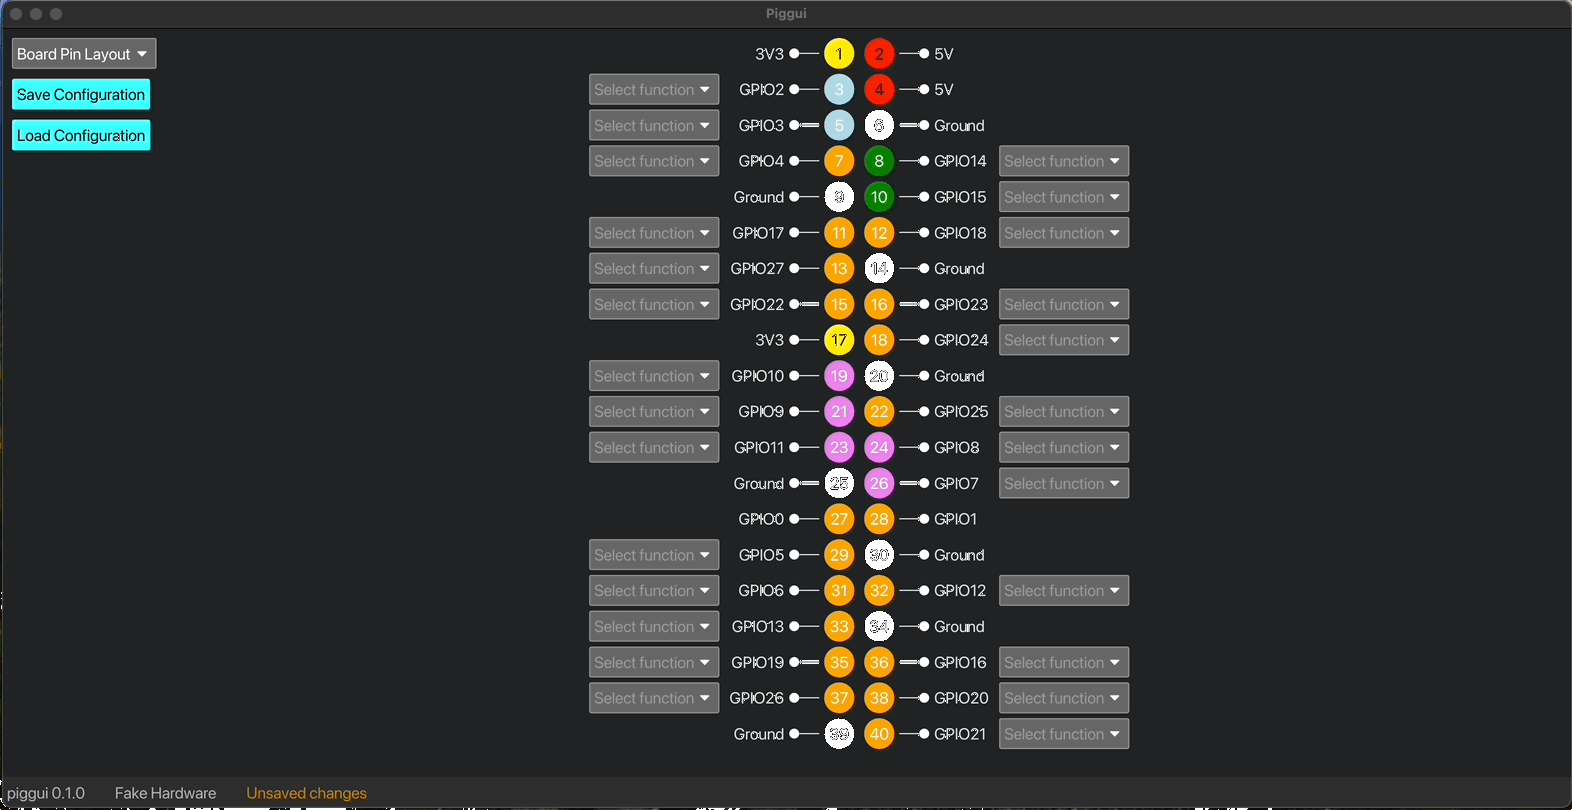 Piggui
Board Pin Layout
Save Configuration
Load Configuration
3V3 1 2 5V
Select function GPIO2 3 4 5V
Select function GPIO3 5 6 Ground
Select function GPIO4 7 8 GPIO14 Select function
Ground 9 10 GPIO15 Select function
Select function GPIO17 11 12 GPIO18 Select function
Select function GPIO27 13 14 Ground
Select function GPIO22 15 16 GPIO23 Select function
3V3 17 18 GPIO24 Select function
Select function GPIO10 19 20 Ground
Select function GPIO9 21 22 GPIO25 Select function
Select function GPIO11 23 24 GPIO8 Select function
Ground 25 26 GPIO7 Select function
GPIO0 27 28 GPIO1
Select function GPIO5 29 30 Ground
Select function GPIO6 31 32 GPIO12 Select function
Select function GPIO13 33 34 Ground
Select function GPIO19 35 36 GPIO16 Select function
Select function GPIO26 37 38 GPIO20 Select function
Ground 39 40 GPIO21 Select function
piggui 0.1.0 Fake Hardware Unsaved changes